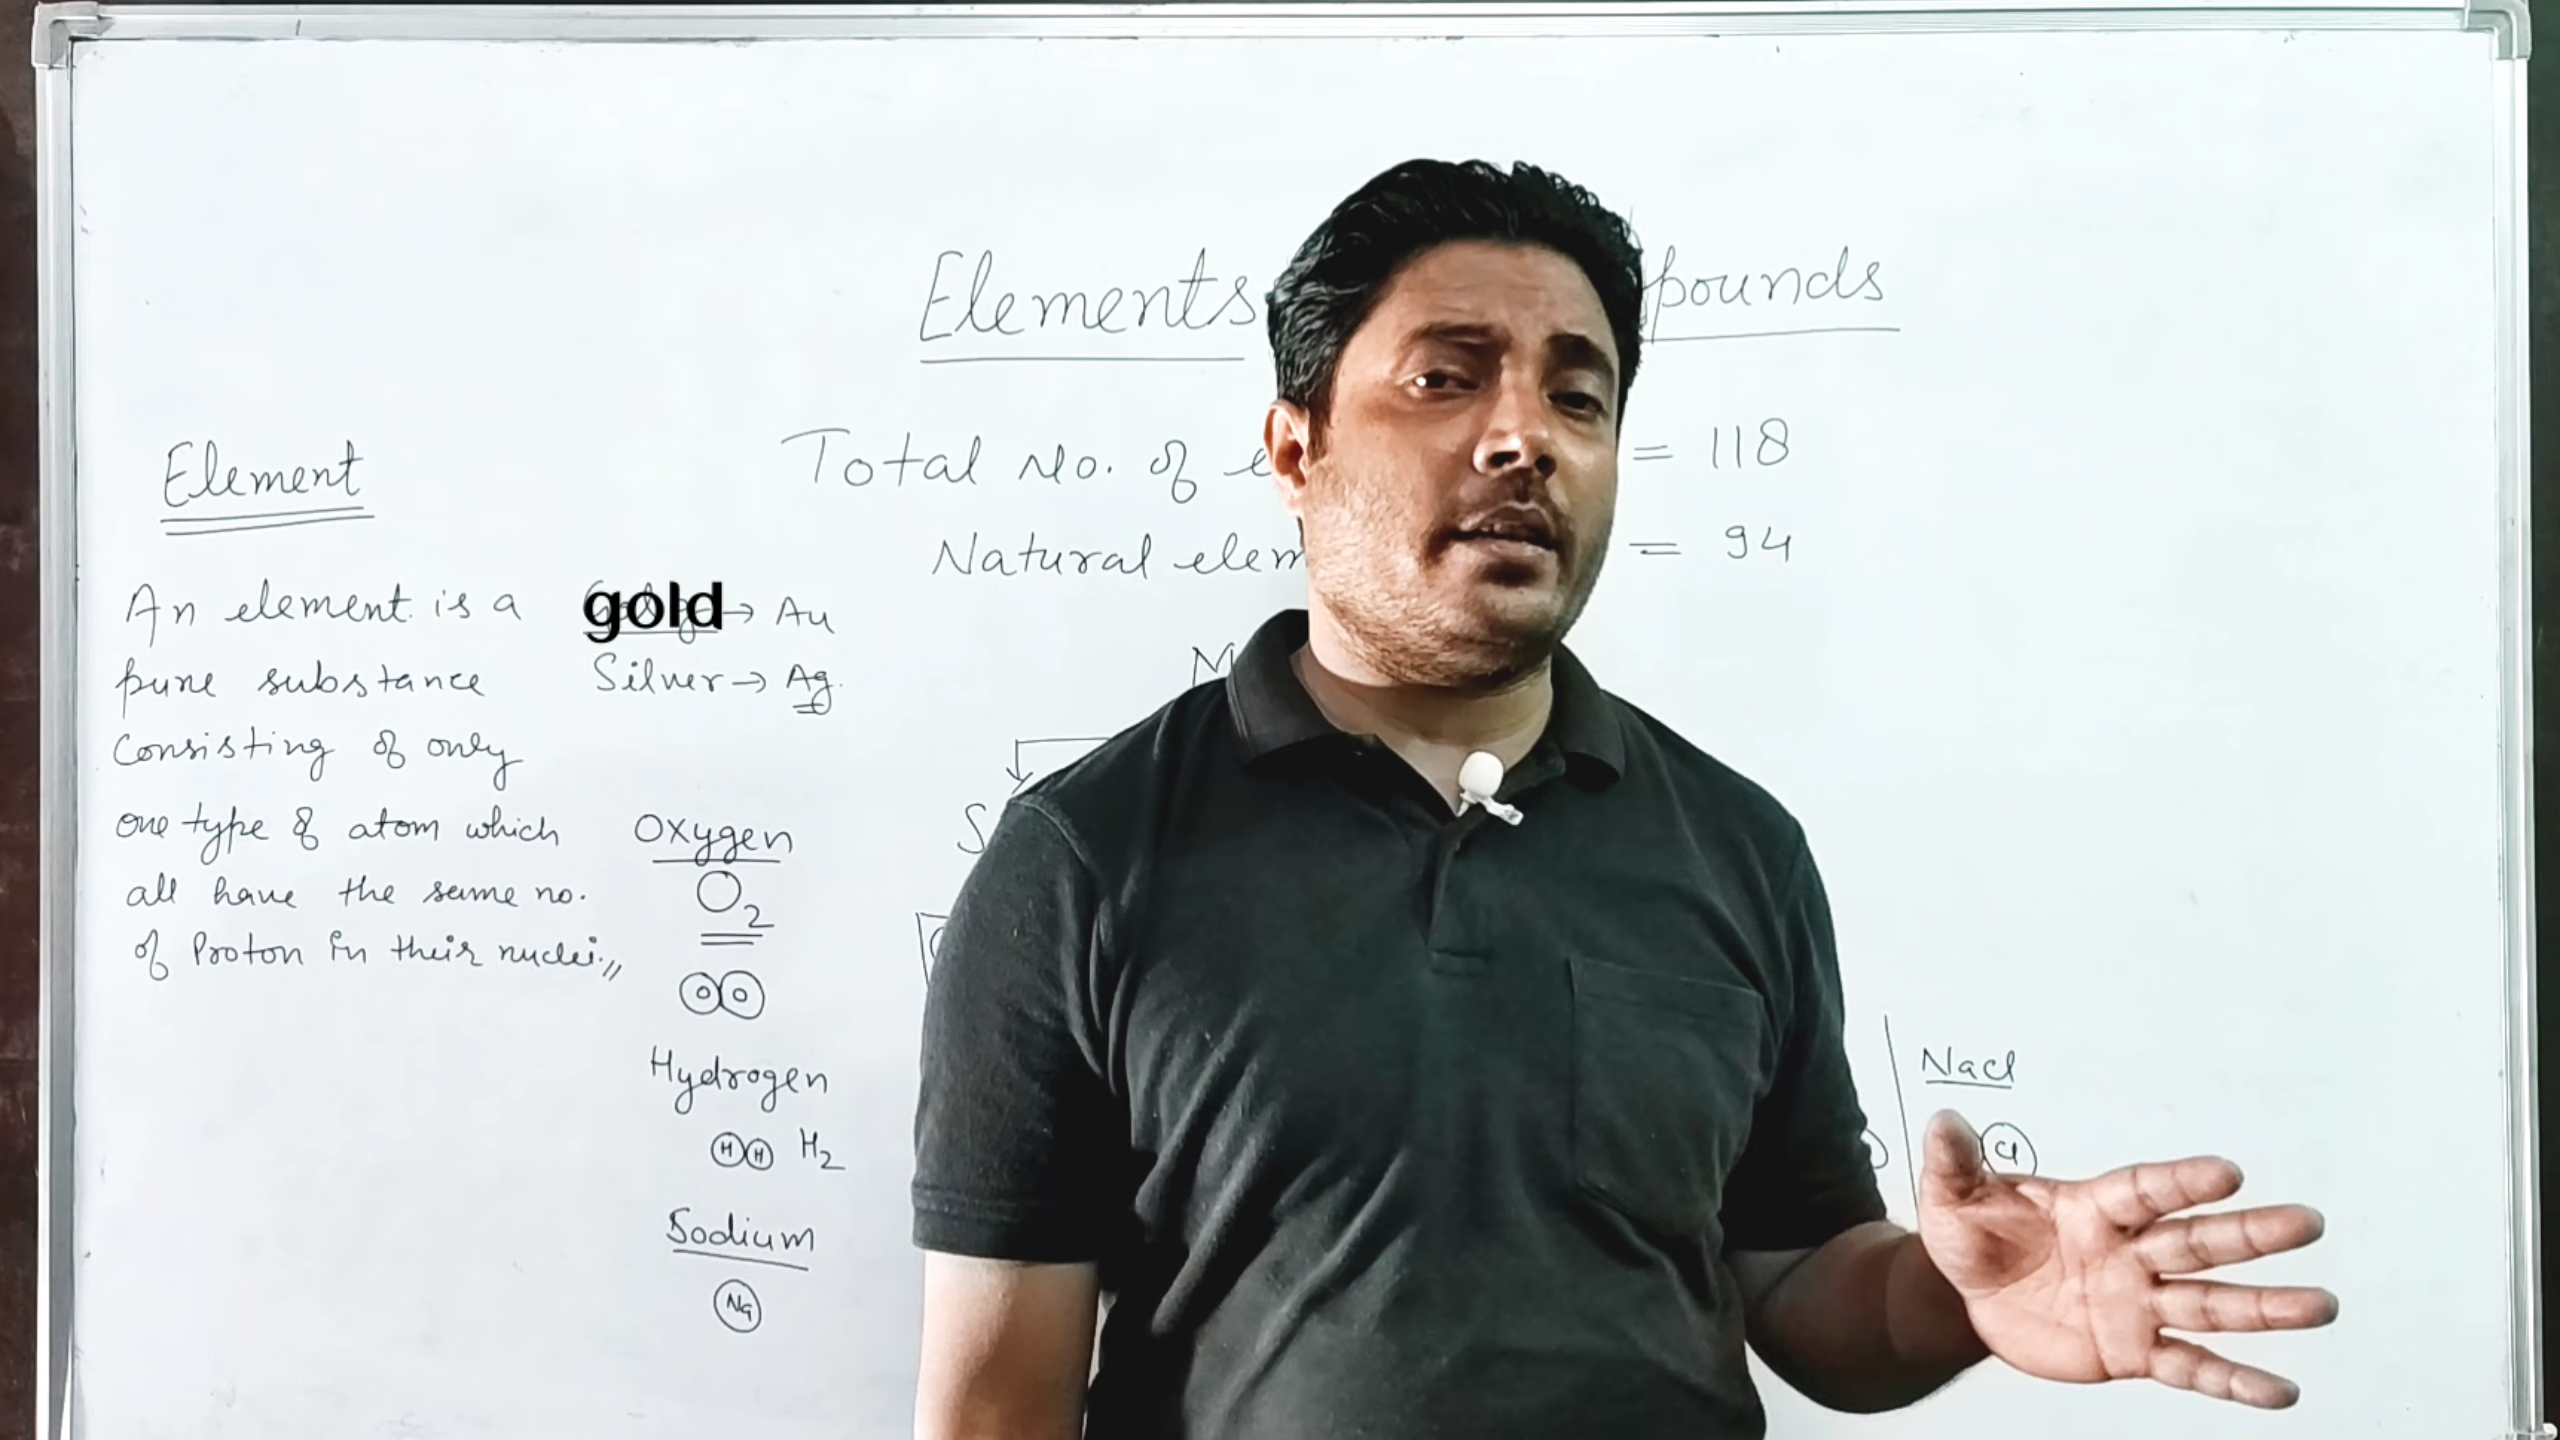 Elements pounds
Total No. of e = 118
Natural elem = 94
Element
An element is a
pure substance
Consisting of only
one type of atom which
all have the same no.
of Proton in their nuclei.,,
gold → Au
Silver → Ag.
Oxygen
O2
O O
Hydrogen
H H H2
Sodium
Na
M
S
Nacl
Cl